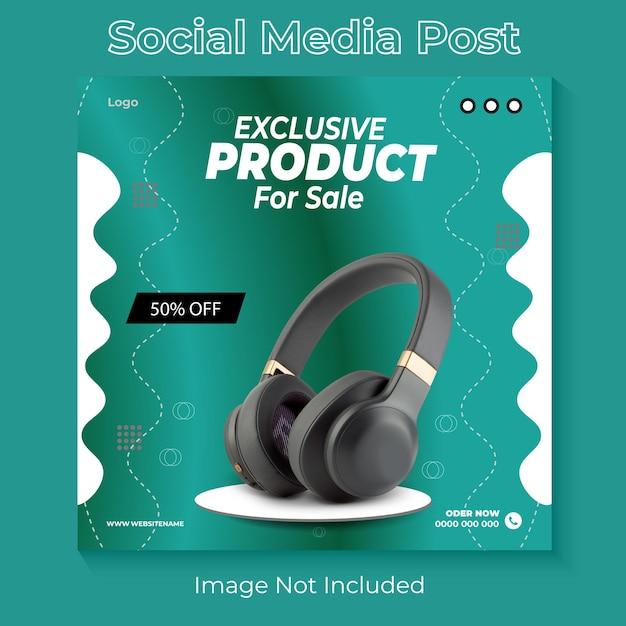 Social Media Post
Logo
EXCLUSIVE
PRODUCT
For Sale
50% OFF
WWW.WEBSITENAME
ODER NOW
0000 000 000
Image Not Included